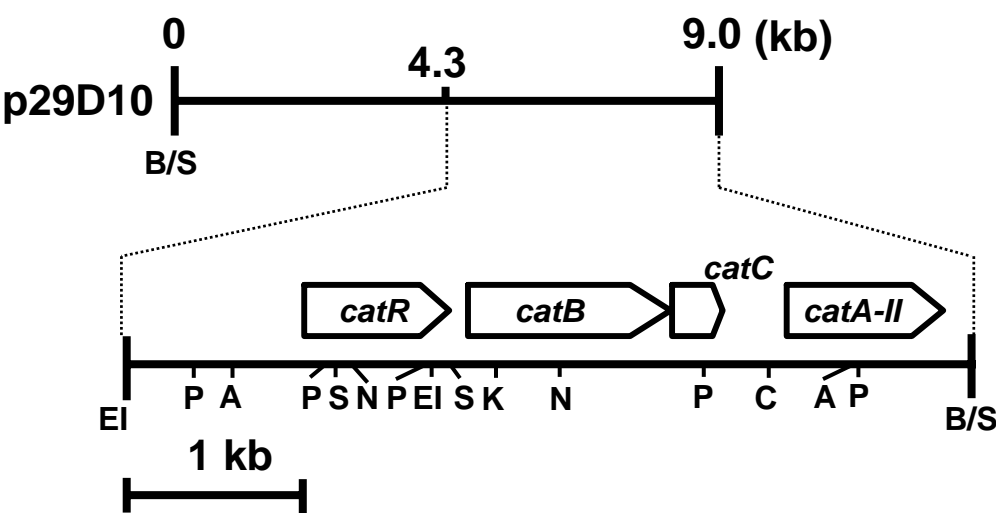 0 4.3 9.0 (kb)
p29D10
B/S
catC
catR catB catA-II
P A P S N P EI S K N P C A P
EI B/S
1 kb